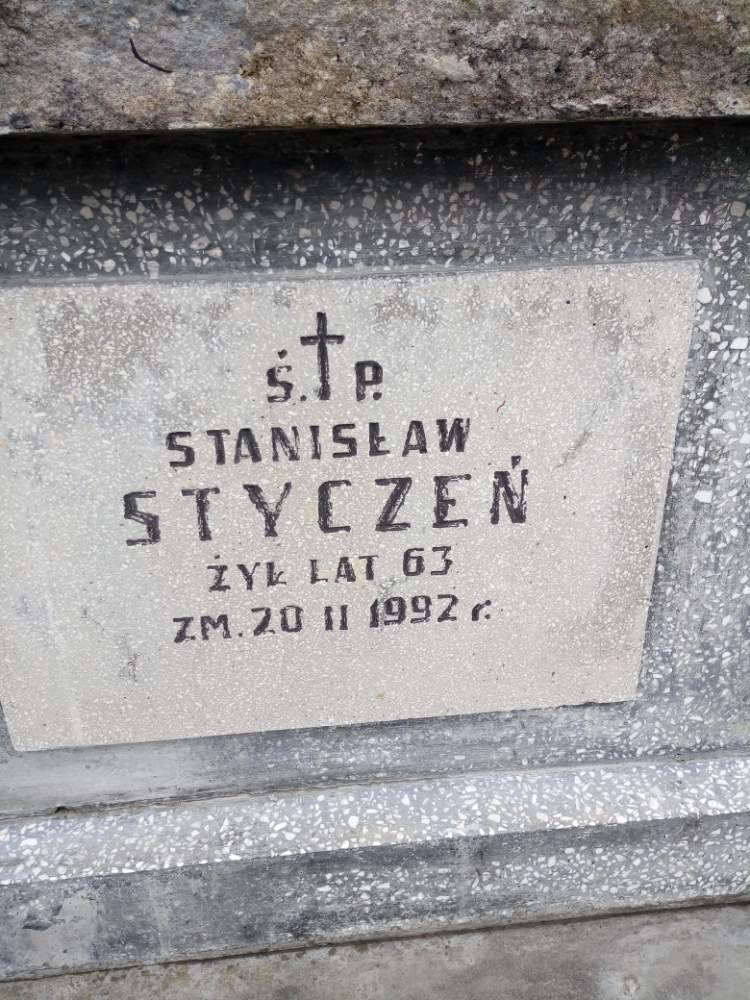 Ś. P.
STANISŁAW
STYCZEŃ
ŻYŁ LAT 63
ZM. 20 II 1992 r.